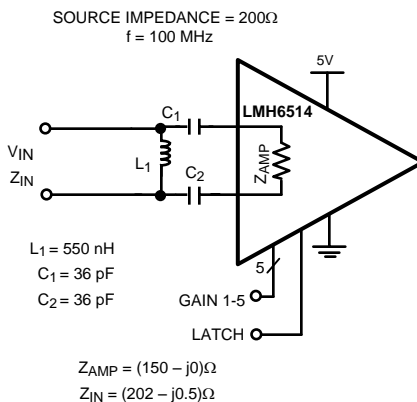 SOURCE IMPEDANCE = 200Ω
f = 100 MHz
5V
C1
LMH6514
VIN
L1
ZAMP
ZIN
C2
L1 = 550 nH
C1 = 36 pF
C2 = 36 pF
5
GAIN 1-5
LATCH
ZAMP = (150 – j0)Ω
ZIN = (202 – j0.5)Ω